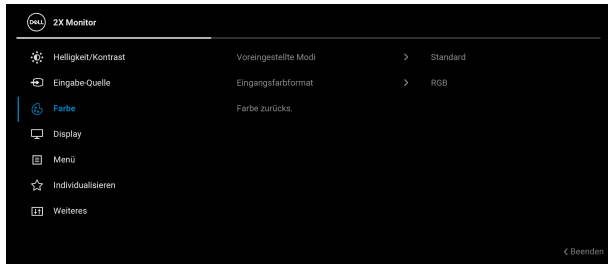 DELL 2X Monitor
Helligkeit/Kontrast Voreingestellte Modi > Standard
Eingabe-Quelle Eingangsfarbformat > RGB
Farbe Farbe zurücks.
Display
Menü
Individualisieren
Weiteres
< Beenden